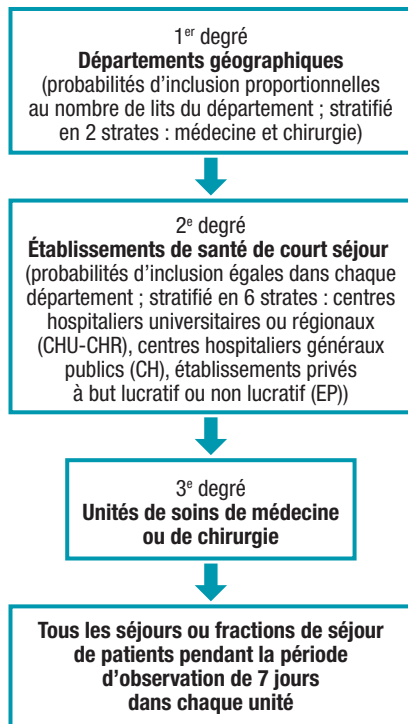 1er degré
Départements géographiques
(probabilités d'inclusion proportionnelles
au nombre de lits du département ; stratifié
en 2 strates : médecine et chirurgie)
2e degré
Établissements de santé de court séjour
(probabilités d'inclusion égales dans chaque
département ; stratifié en 6 strates : centres
hospitaliers universitaires ou régionaux
(CHU-CHR), centres hospitaliers généraux
publics (CH), établissements privés
à but lucratif ou non lucratif (EP))
3e degré
Unités de soins de médecine
ou de chirurgie
Tous les séjours ou fractions de séjour
de patients pendant la période
d'observation de 7 jours
dans chaque unité